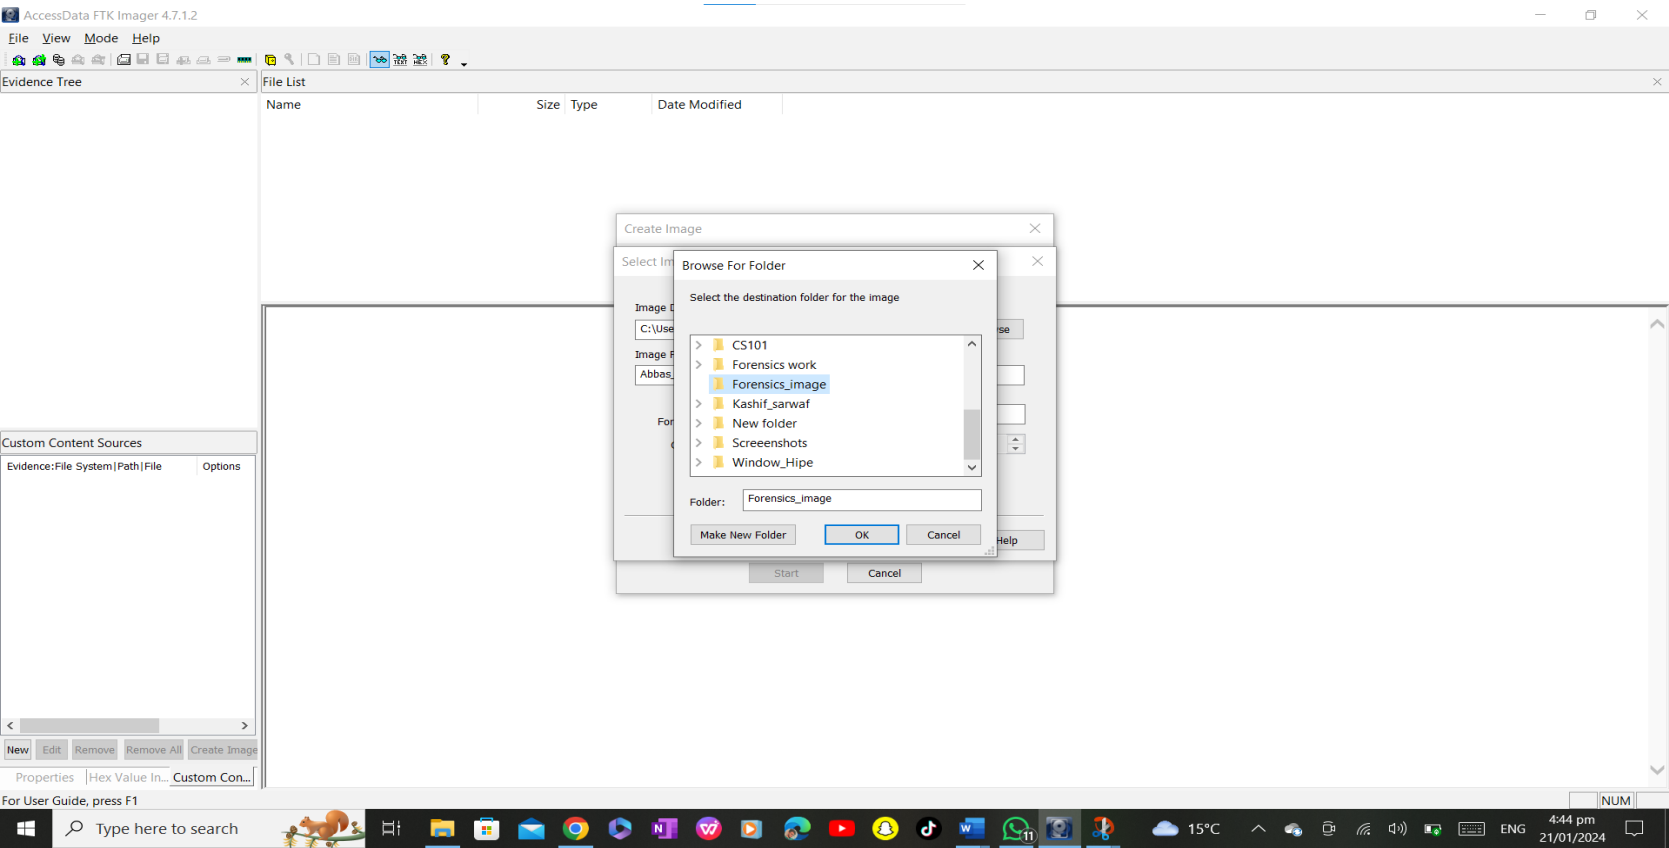 AccessData FTK Imager 4.7.1.2
File View Mode Help
TEXT HEX ?
Evidence Tree
File List
Name Size Type Date Modified
Create Image
Select Im
Browse For Folder
Select the destination folder for the image
Image D
C:\Use
se
Image F
Abbas_
For
CS101
Forensics work
Forensics_image
Kashif_sarwaf
New folder
Screeenshots
Window_Hipe
Folder: Forensics_image
Make New Folder OK Cancel
Help
Start Cancel
Custom Content Sources
Evidence:File System|Path|File Options
New Edit Remove Remove All Create Image
Properties Hex Value In... Custom Con...
For User Guide, press F1
NUM
Type here to search
11
15°C
ENG
4:44 pm
21/01/2024